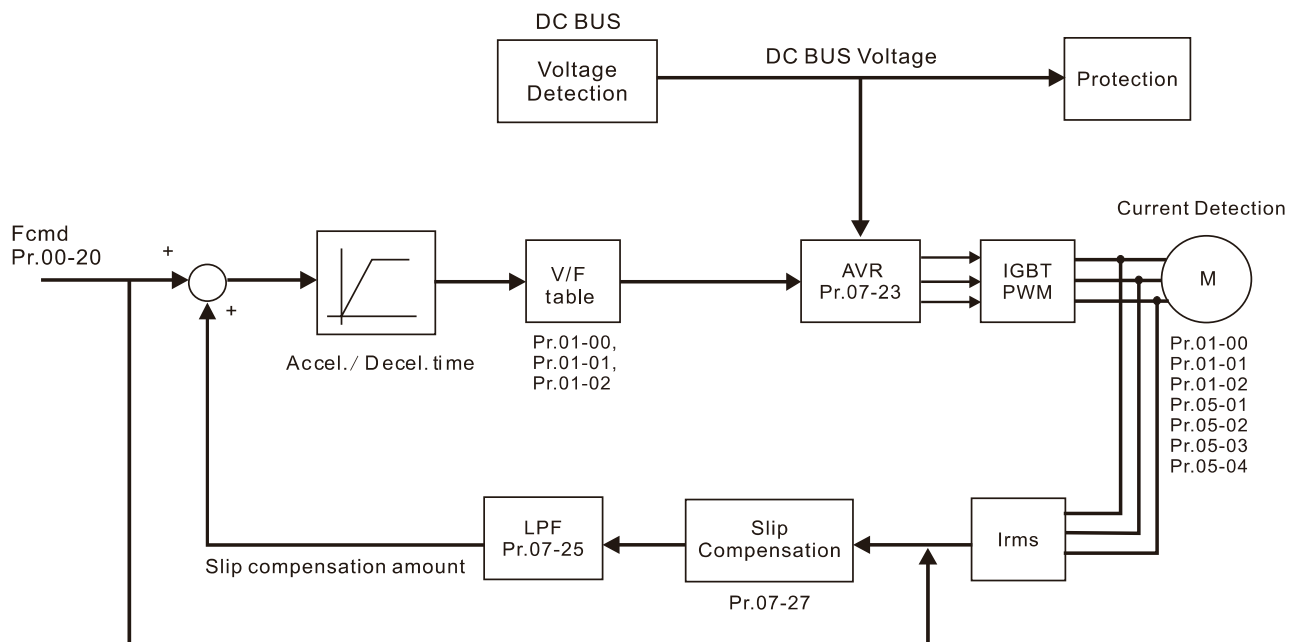 DC BUS
Voltage
Detection
DC BUS Voltage
Protection
Current Detection
Fcmd
Pr.00-20
+
+
Accel./ Decel.time
V/F
table
Pr.01-00,
Pr.01-01,
Pr.01-02
AVR
Pr.07-23
IGBT
PWM
M
Pr.01-00
Pr.01-01
Pr.01-02
Pr.05-01
Pr.05-02
Pr.05-03
Pr.05-04
Slip compensation amount
LPF
Pr.07-25
Slip
Compensation
Pr.07-27
Irms